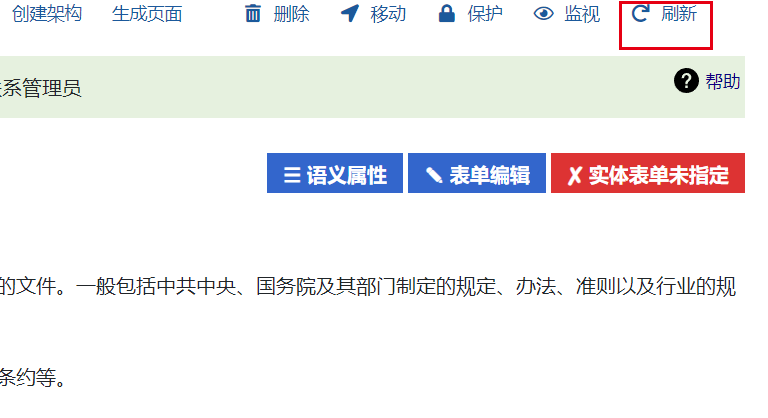 创建架构 生成页面 删除 移动 保护 监视 刷新
系管理员 帮助
语义属性 表单编辑 实体表单未指定
的文件。一般包括中共中央、国务院及其部门制定的规定、办法、准则以及行业的规
条约等。